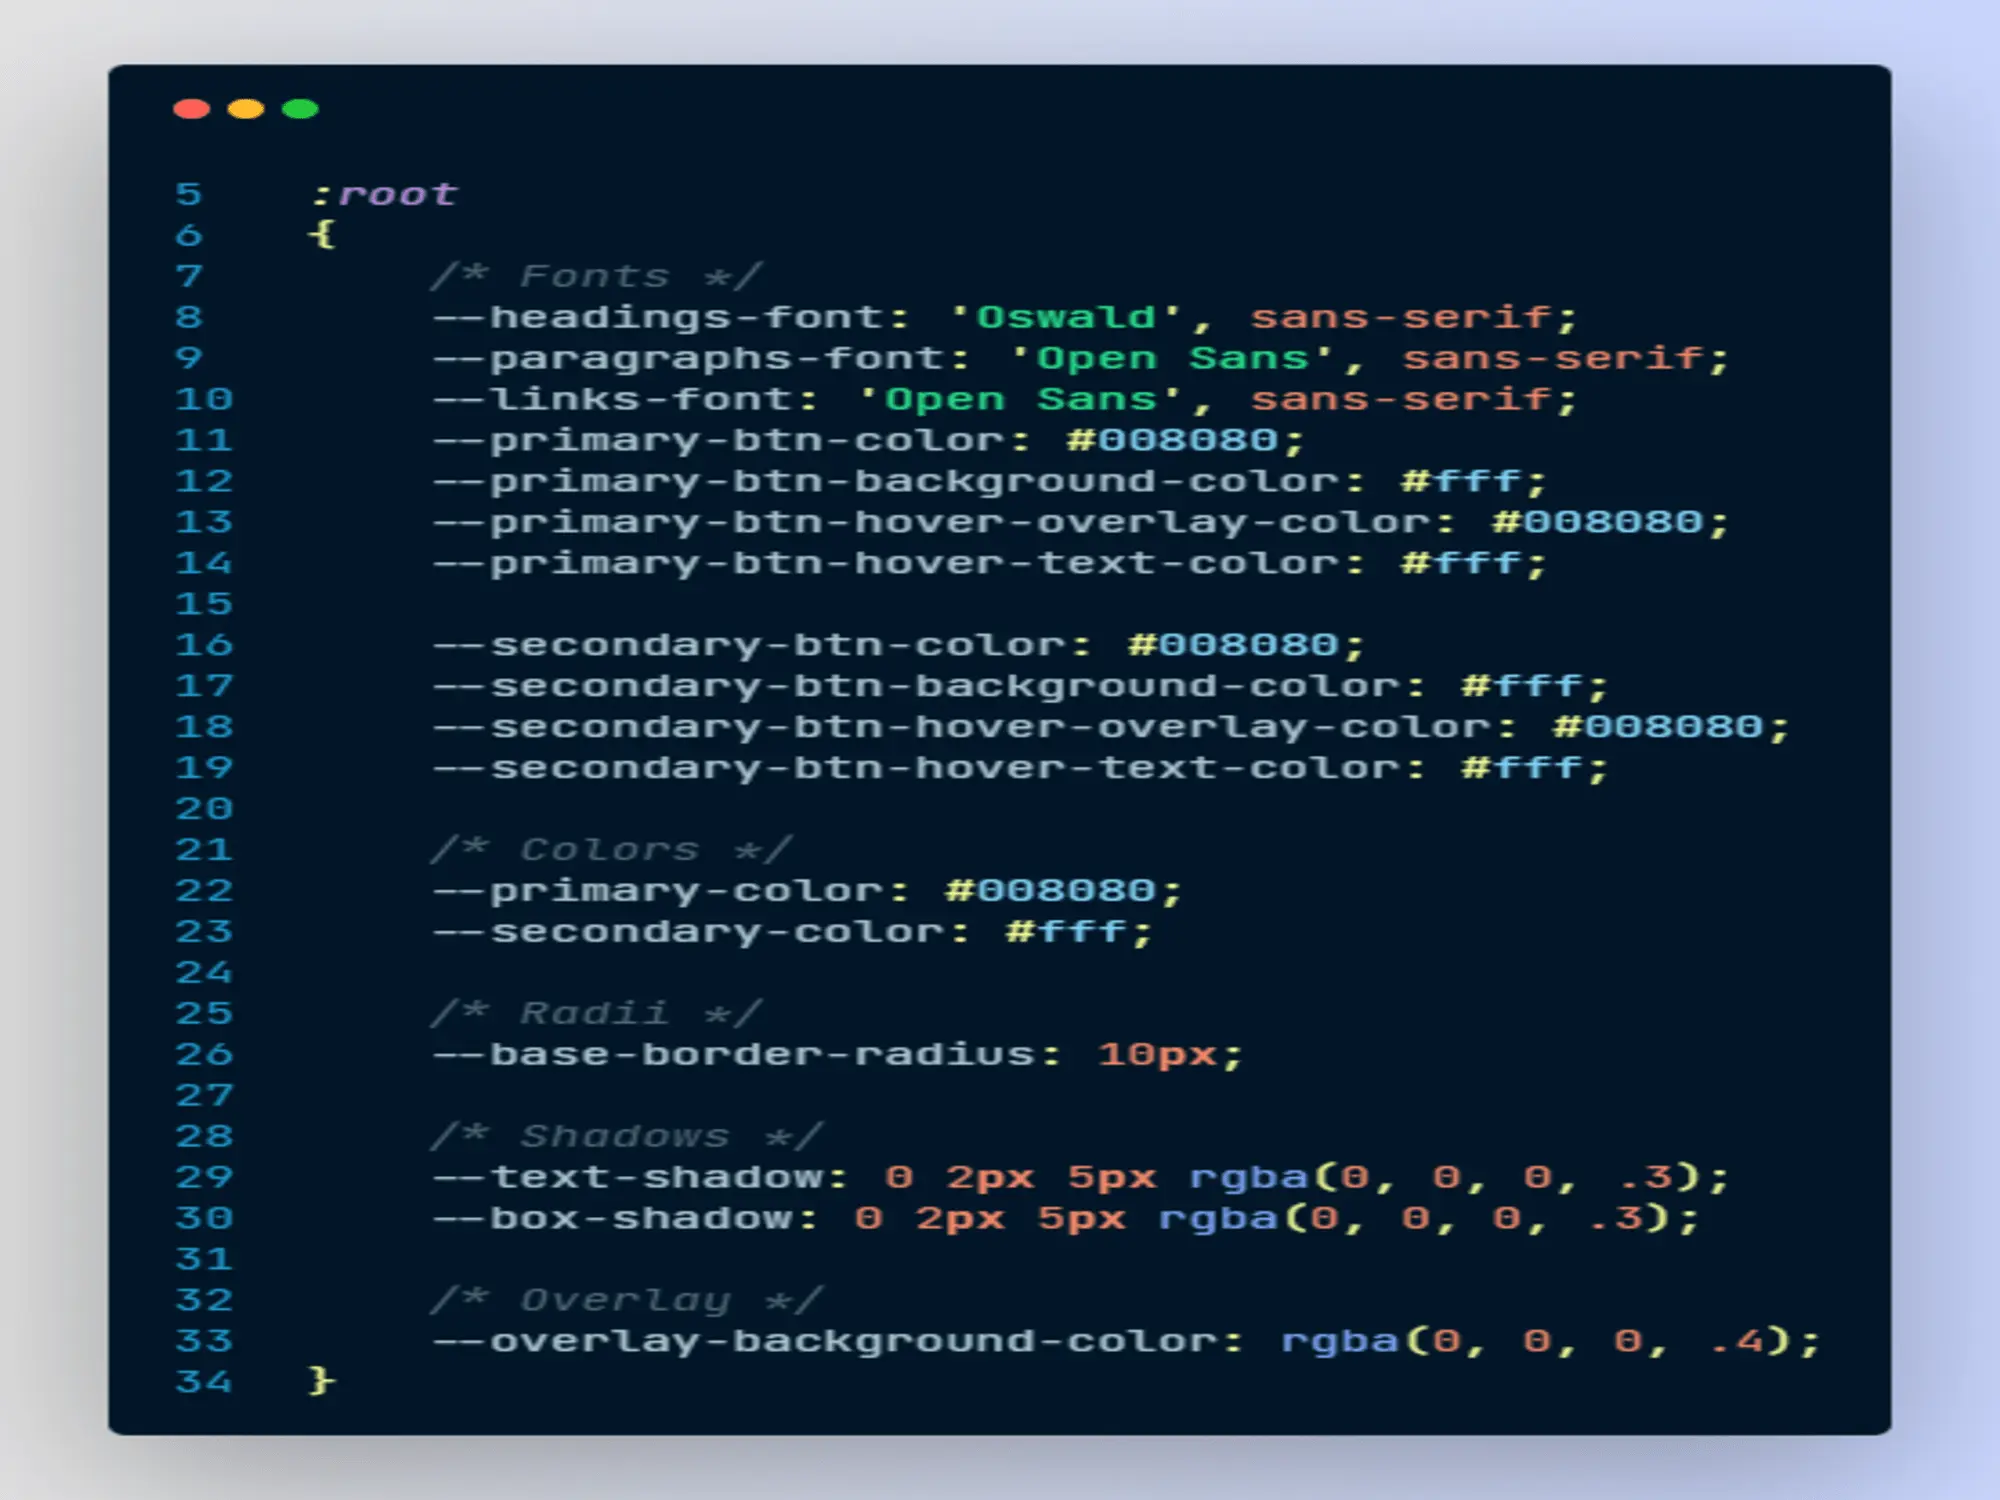 5 :root
6 {
7 /* Fonts */
8 --headings-font: 'Oswald', sans-serif;
9 --paragraphs-font: 'Open Sans', sans-serif;
10 --links-font: 'Open Sans', sans-serif;
11 --primary-btn-color: #008080;
12 --primary-btn-background-color: #fff;
13 --primary-btn-hover-overlay-color: #008080;
14 --primary-btn-hover-text-color: #fff;
15
16 --secondary-btn-color: #008080;
17 --secondary-btn-background-color: #fff;
18 --secondary-btn-hover-overlay-color: #008080;
19 --secondary-btn-hover-text-color: #fff;
20
21 /* Colors */
22 --primary-color: #008080;
23 --secondary-color: #fff;
24
25 /* Radii */
26 --base-border-radius: 10px;
27
28 /* Shadows */
29 --text-shadow: 0 2px 5px rgba(0, 0, 0, .3);
30 --box-shadow: 0 2px 5px rgba(0, 0, 0, .3);
31
32 /* Overlay */
33 --overlay-background-color: rgba(0, 0, 0, .4);
34 }